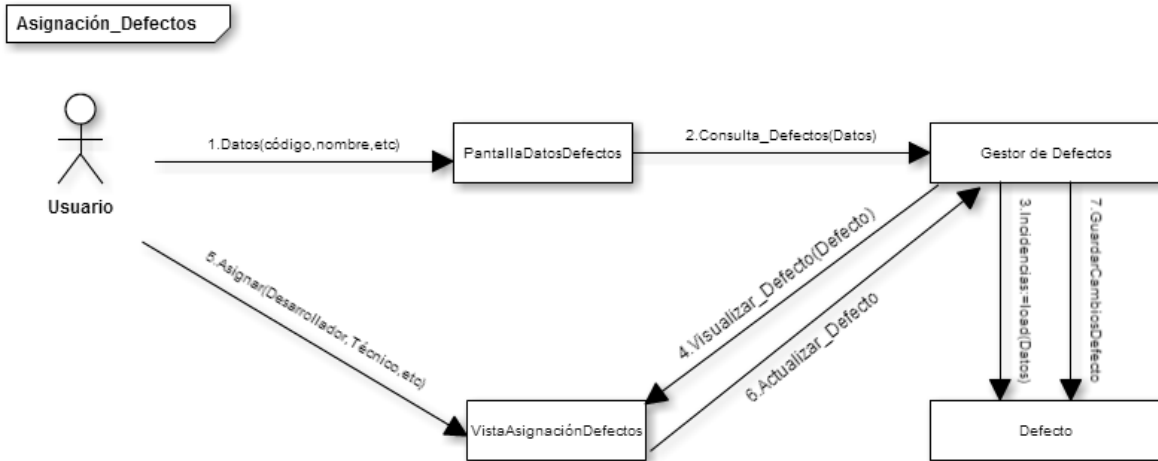 Asignación_Defectos
1.Datos(código,nombre,etc)
PantallaDatosDefectos
2.Consulta_Defectos(Datos)
Gestor de Defectos
Usuario
3.Incidencias:=load(Datos)
7.GuardarCambiosDefecto
5.Asignar(Desarrollador,Técnico,etc)
4.Visualizar_Defecto(Defecto)
6.Actualizar_Defecto
VistaAsignaciónDefectos
Defecto